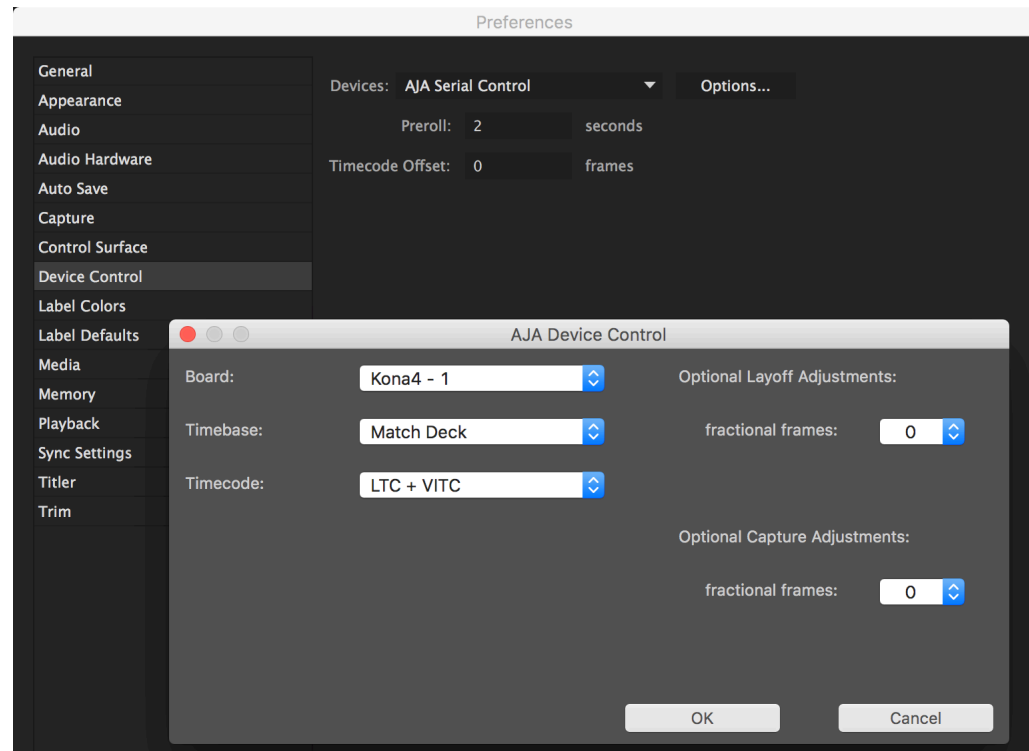 Preferences
General
Appearance
Audio
Audio Hardware
Auto Save
Capture
Control Surface
Device Control
Label Colors
Label Defaults
Media
Memory
Playback
Sync Settings
Titler
Trim
Devices: AJA Serial Control Options...
Preroll: 2 seconds
Timecode Offset: 0 frames
AJA Device Control
Board: Kona4 - 1
Timebase: Match Deck
Timecode: LTC + VITC
Optional Layoff Adjustments:
fractional frames: 0
Optional Capture Adjustments:
fractional frames: 0
OK Cancel